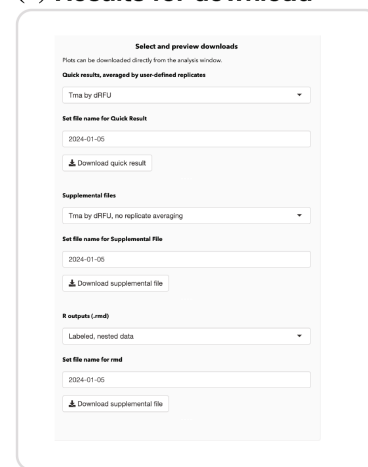 Results for download
Select and preview downloads
Plots can be downloaded directly from the analysis window.
Quick results, averaged by user-defined replicates
Tma by dRFU
Set file name for Quick Result
2024-01-05
Download quick result
Supplemental files
Tma by dRFU, no replicate averaging
Set file name for Supplemental File
2024-01-05
Download supplemental file
R outputs (.rmd)
Labeled, nested data
Set file name for rmd
2024-01-05
Download supplemental file